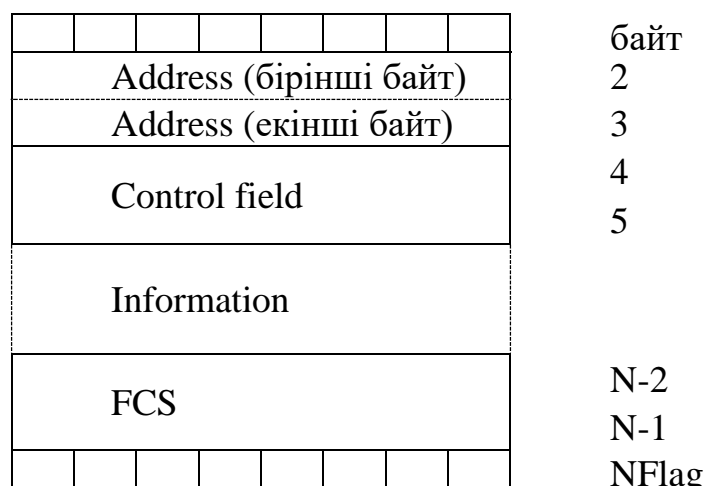 байт
Address (бірінші байт) 2
Address (екінші байт) 3
4
Control field
5
Information
N-2
FCS
N-1
NFlag